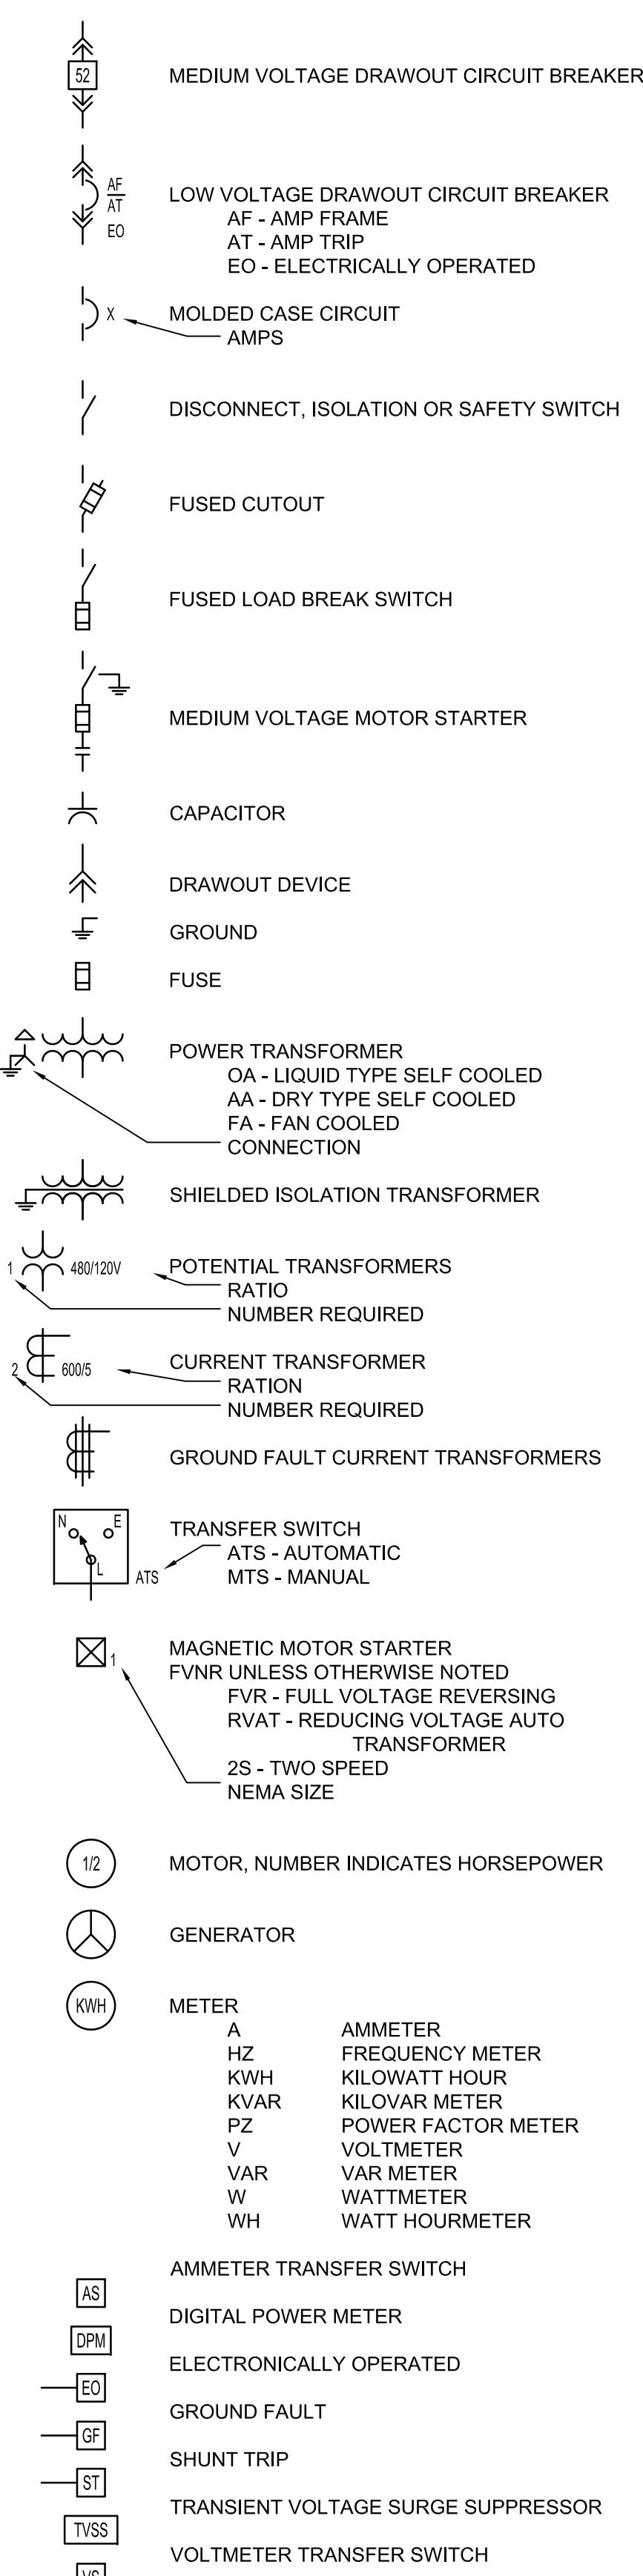 52
MEDIUM VOLTAGE DRAWOUT CIRCUIT BREAKER
AF
AT
EO
LOW VOLTAGE DRAWOUT CIRCUIT BREAKER
AF - AMP FRAME
AT - AMP TRIP
EO - ELECTRICALLY OPERATED
X
MOLDED CASE CIRCUIT
AMPS
DISCONNECT, ISOLATION OR SAFETY SWITCH
FUSED CUTOUT
FUSED LOAD BREAK SWITCH
MEDIUM VOLTAGE MOTOR STARTER
CAPACITOR
DRAWOUT DEVICE
GROUND
FUSE
POWER TRANSFORMER
OA - LIQUID TYPE SELF COOLED
AA - DRY TYPE SELF COOLED
FA - FAN COOLED
CONNECTION
SHIELDED ISOLATION TRANSFORMER
1 480/120V
POTENTIAL TRANSFORMERS
RATIO
NUMBER REQUIRED
2 600/5
CURRENT TRANSFORMER
RATION
NUMBER REQUIRED
GROUND FAULT CURRENT TRANSFORMERS
N E
L
ATS
TRANSFER SWITCH
ATS - AUTOMATIC
MTS - MANUAL
1
MAGNETIC MOTOR STARTER
FVNR UNLESS OTHERWISE NOTED
FVR - FULL VOLTAGE REVERSING
RVAT - REDUCING VOLTAGE AUTO
TRANSFORMER
2S - TWO SPEED
NEMA SIZE
1/2
MOTOR, NUMBER INDICATES HORSEPOWER
GENERATOR
KWH
METER
A AMMETER
HZ FREQUENCY METER
KWH KILOWATT HOUR
KVAR KILOVAR METER
PZ POWER FACTOR METER
V VOLTMETER
VAR VAR METER
W WATTMETER
WH WATT HOURMETER
AMMETER TRANSFER SWITCH
AS
DIGITAL POWER METER
DPM
ELECTRONICALLY OPERATED
EO
GROUND FAULT
GF
SHUNT TRIP
ST
TRANSIENT VOLTAGE SURGE SUPPRESSOR
TVSS
VOLTMETER TRANSFER SWITCH
VS